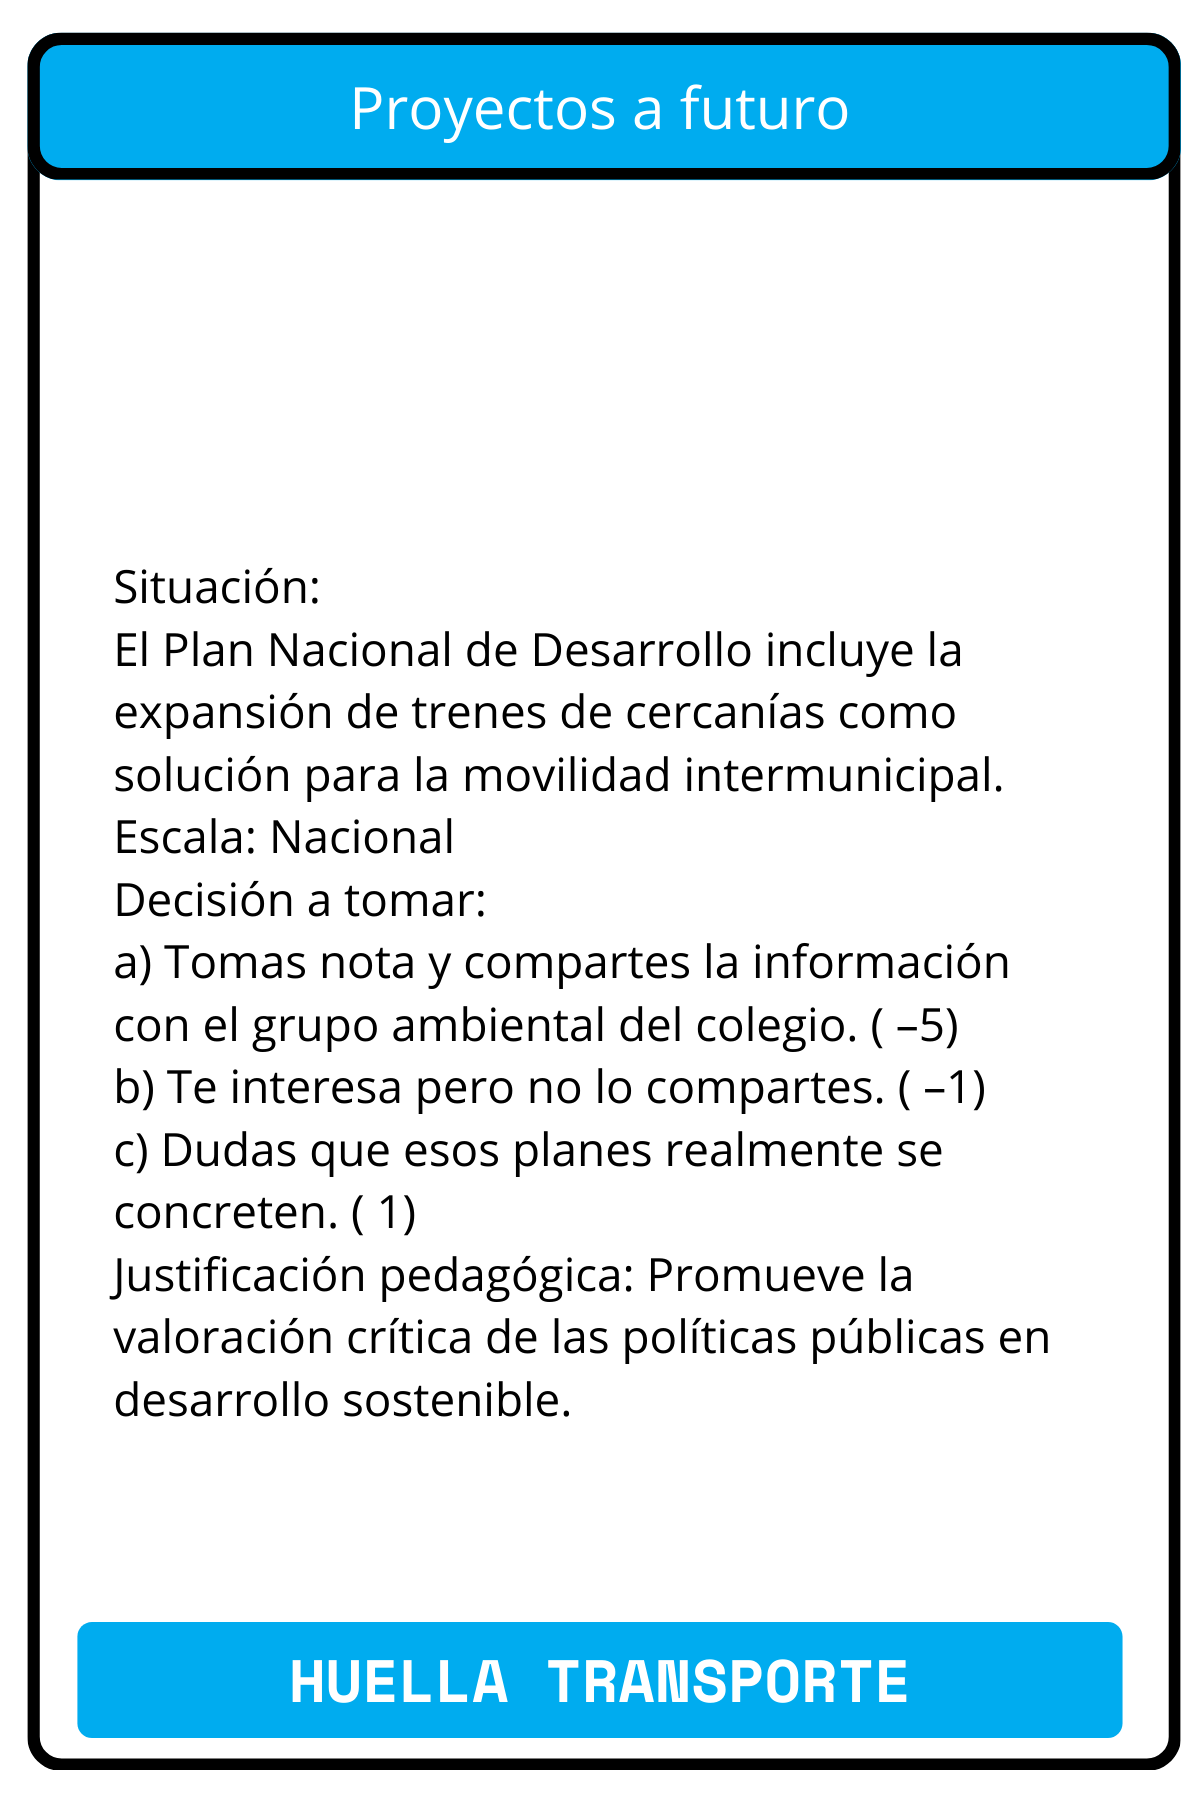 Proyectos a futuro
Situación:
El Plan Nacional de Desarrollo incluye la
expansión de trenes de cercanías como
solución para la movilidad intermunicipal.
Escala: Nacional
Decisión a tomar:
a) Tomas nota y compartes la información
con el grupo ambiental del colegio. ( –5)
b) Te interesa pero no lo compartes. ( –1)
c) Dudas que esos planes realmente se
concreten. ( 1)
Justificación pedagógica: Promueve la
valoración crítica de las políticas públicas en
desarrollo sostenible.
HUELLA TRANSPORTE